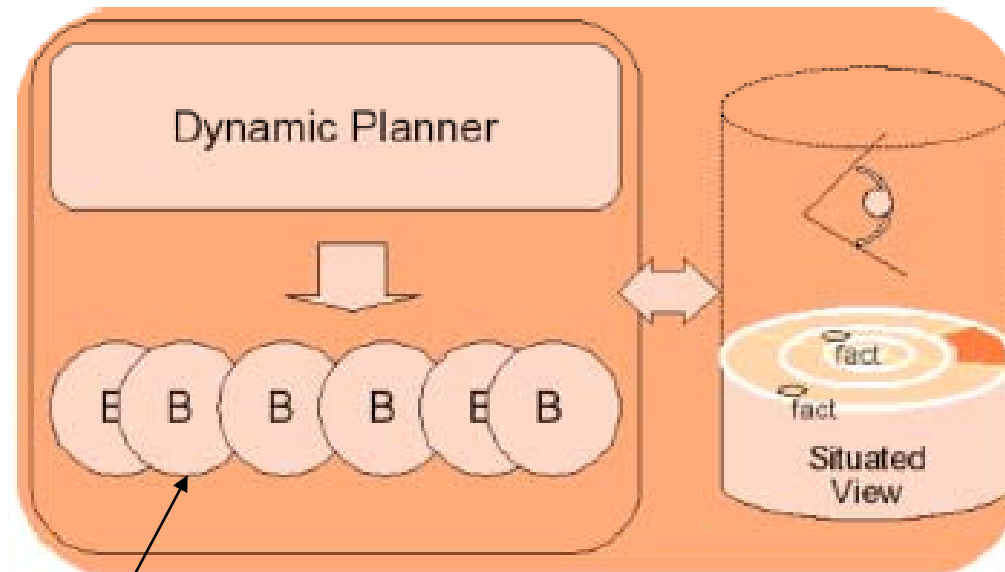 Dynamic Planner
B B B B B B
fact
fact
Situated
View